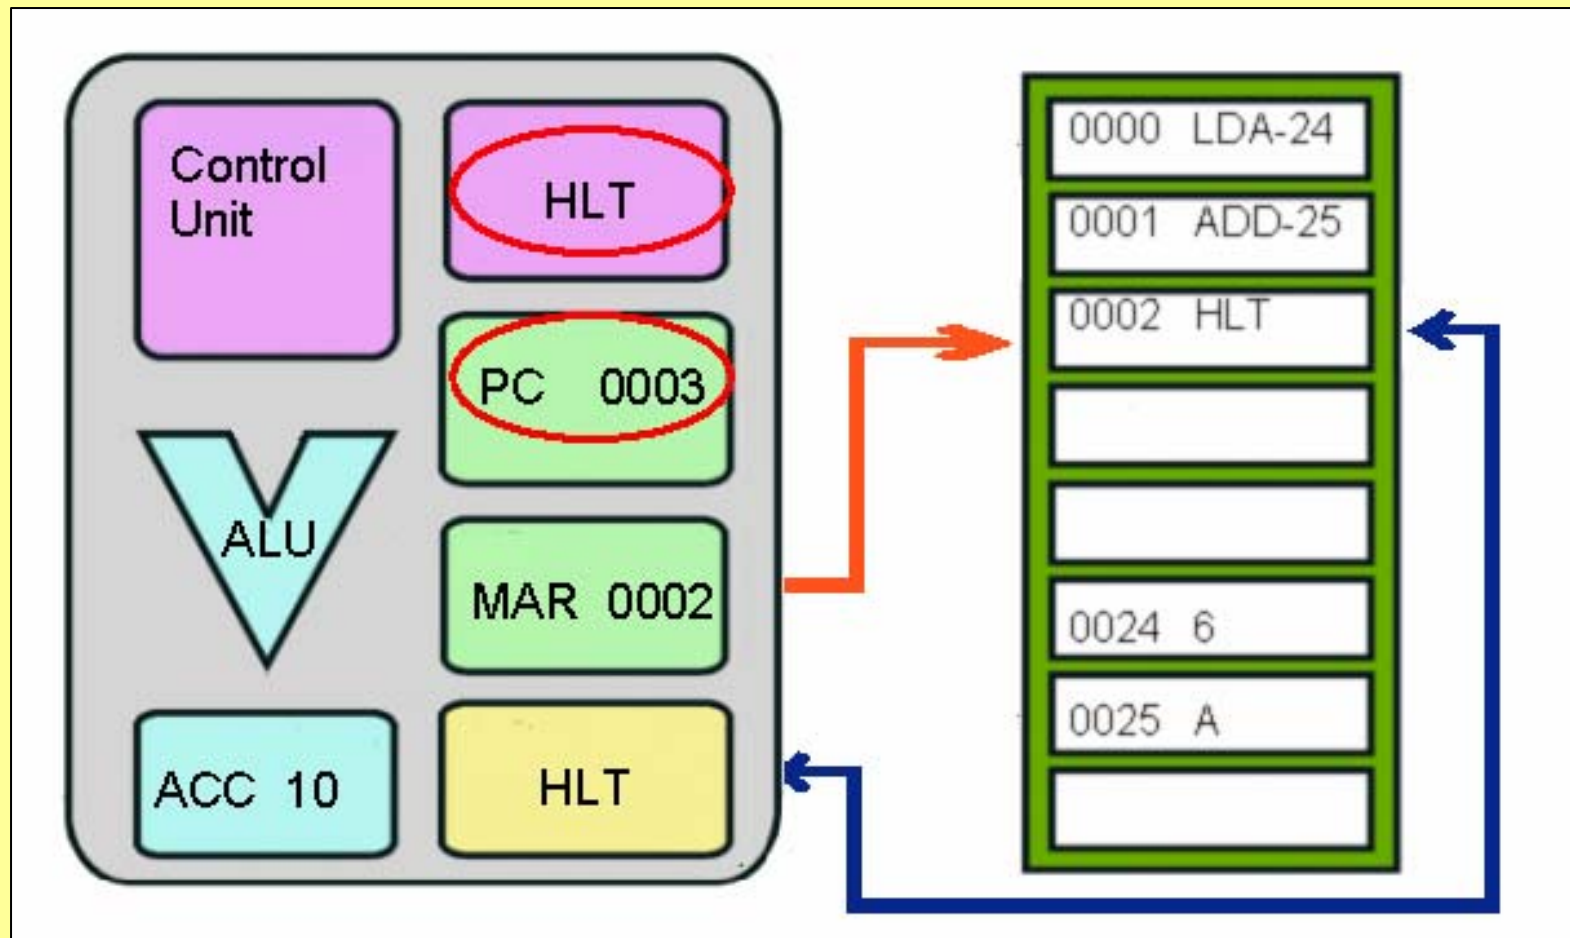 Control
Unit
HLT
PC 0003
ALU
MAR 0002
ACC 10
HLT
0000 LDA-24
0001 ADD-25
0002 HLT
0024 6
0025 A